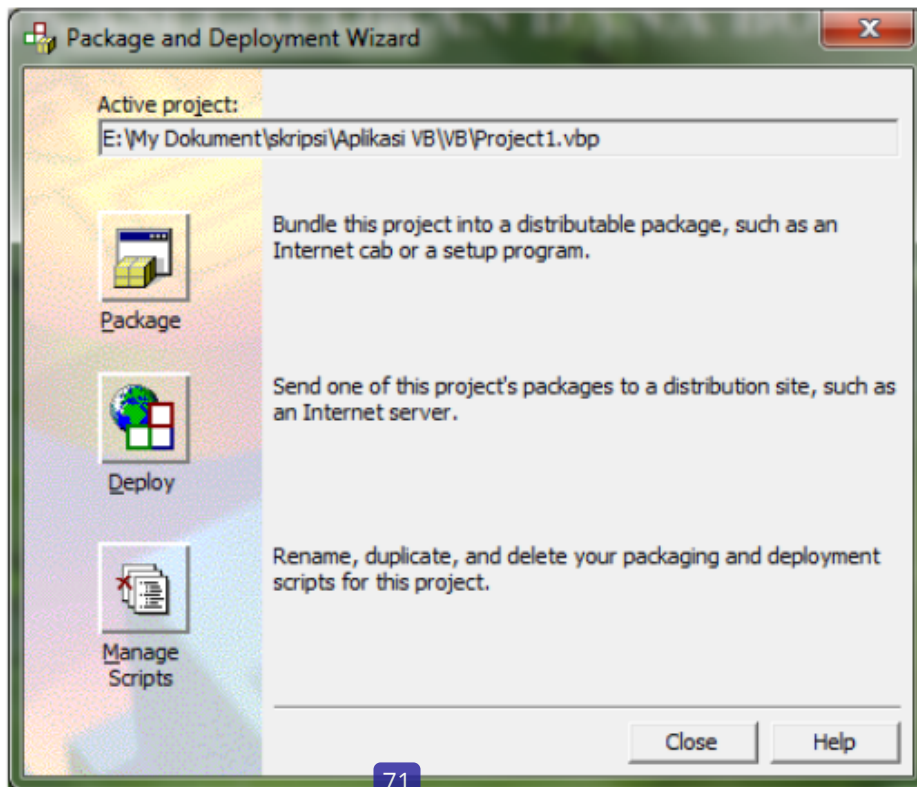 Package and Deployment Wizard
Active project:
E:\My Dokument\skripsi\Aplikasi VB\VB\Project1.vbp
Bundle this project into a distributable package, such as an
Internet cab or a setup program.
Package
Send one of this project's packages to a distribution site, such as
an Internet server.
Deploy
Rename, duplicate, and delete your packaging and deployment
scripts for this project.
Manage
Scripts
Close
Help
71